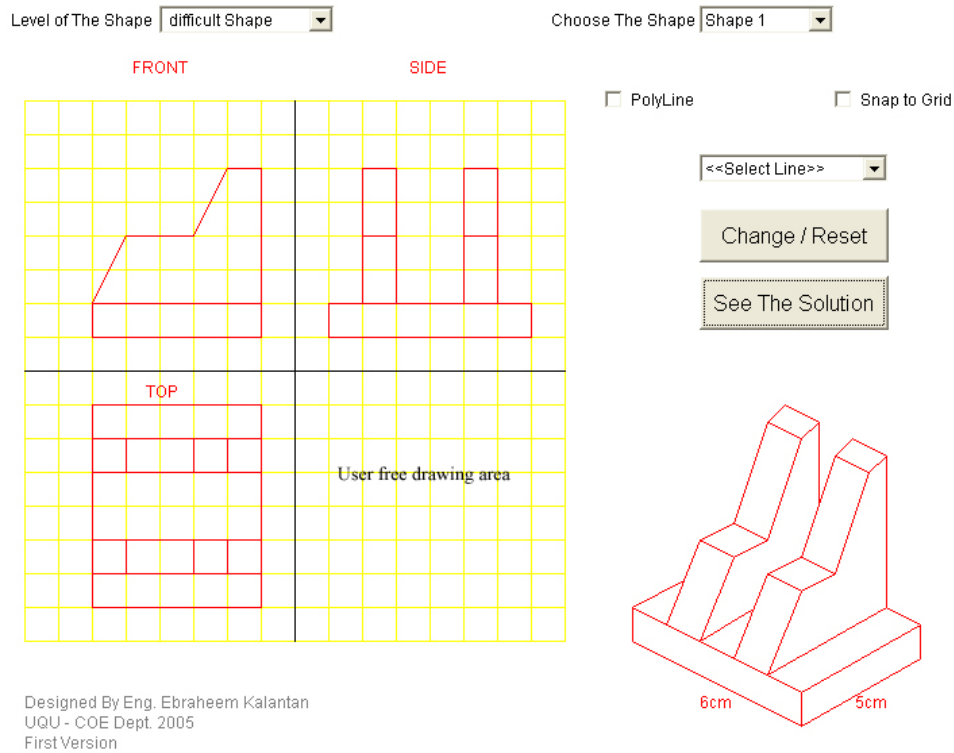 Level of The Shape difficult Shape
Choose The Shape Shape 1
FRONT
SIDE
PolyLine
Snap to Grid
<<Select Line>>
Change / Reset
See The Solution
TOP
User free drawing area
6cm
5cm
Designed By Eng. Ebraheem Kalantan
UQU - COE Dept. 2005
First Version